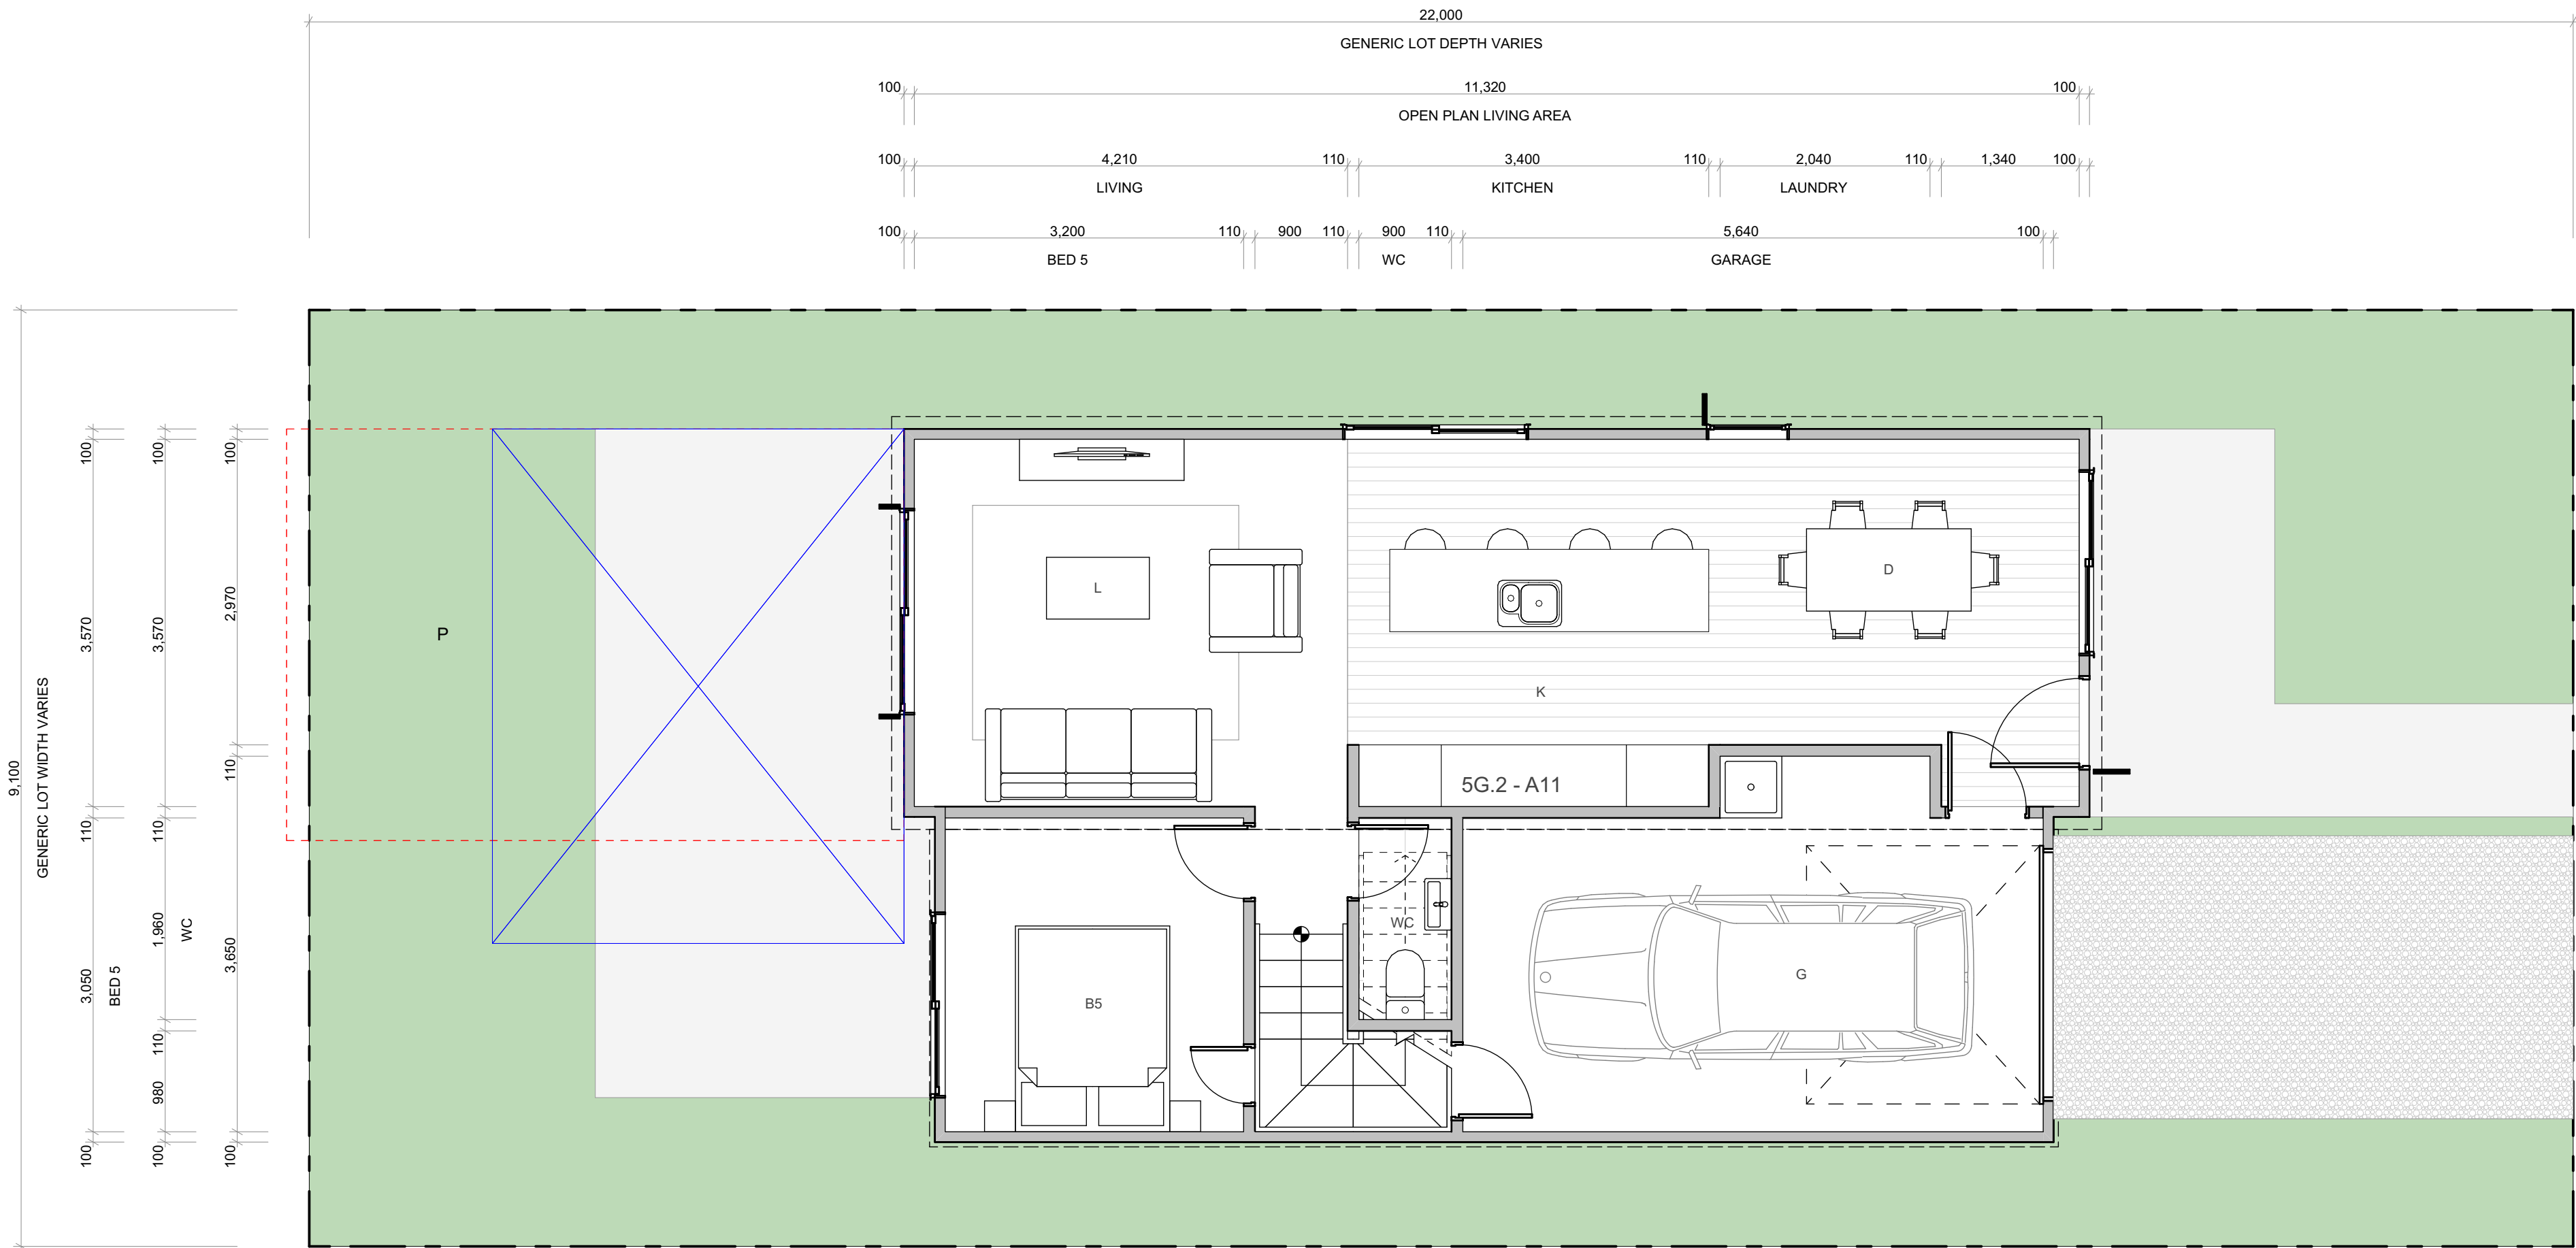 22,000
GENERIC LOT DEPTH VARIES
100 11,320 100
OPEN PLAN LIVING AREA
100 4,210 110 3,400 110 2,040 110 1,340 100
LIVING KITCHEN LAUNDRY
100 3,200 110 900 110 900 110 5,640 100
BED 5 WC GARAGE
9,100
GENERIC LOT WIDTH VARIES
100 3,570 110 3,050 100
BED 5
100 3,570 110 1,960 110 980 100
WC
100 2,970 110 3,650 100
P
L
D
K
5G.2 - A11
WC
B5
G